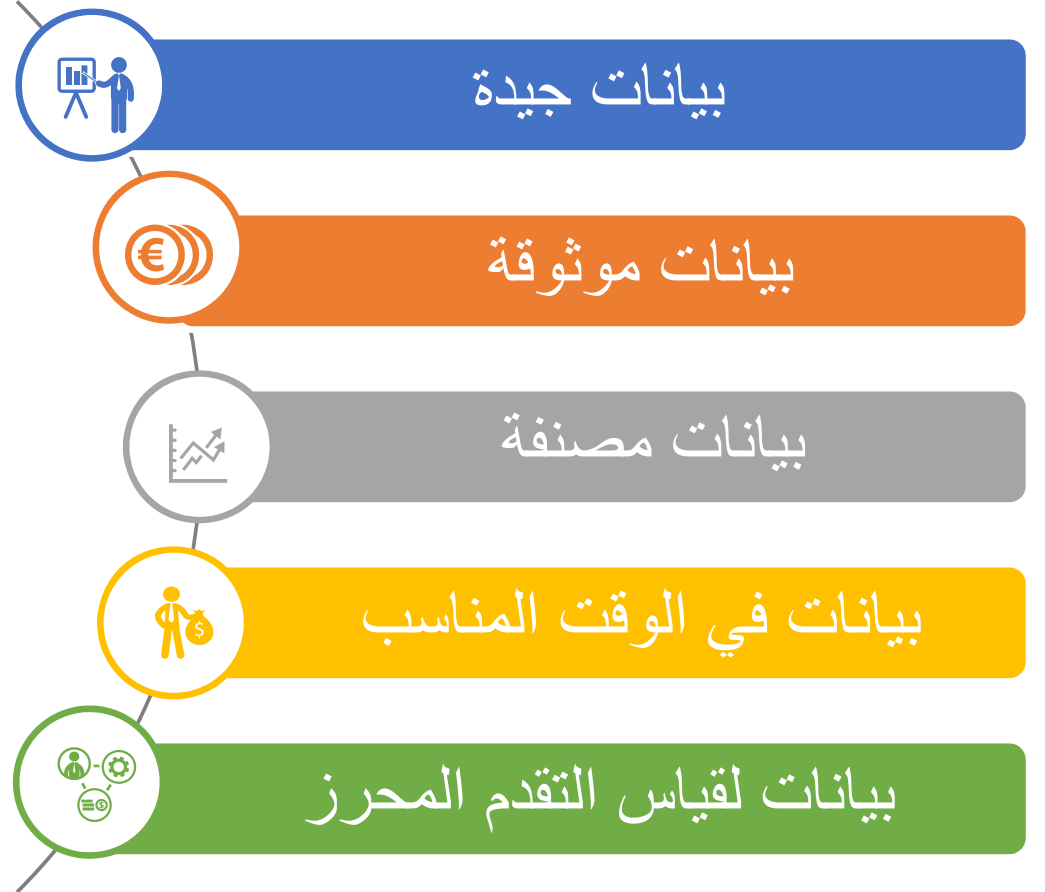 بيانات جيدة
بيانات موثوقة
بيانات مصنفة
بيانات في الوقت المناسب
بيانات لقياس التقدم المحرز